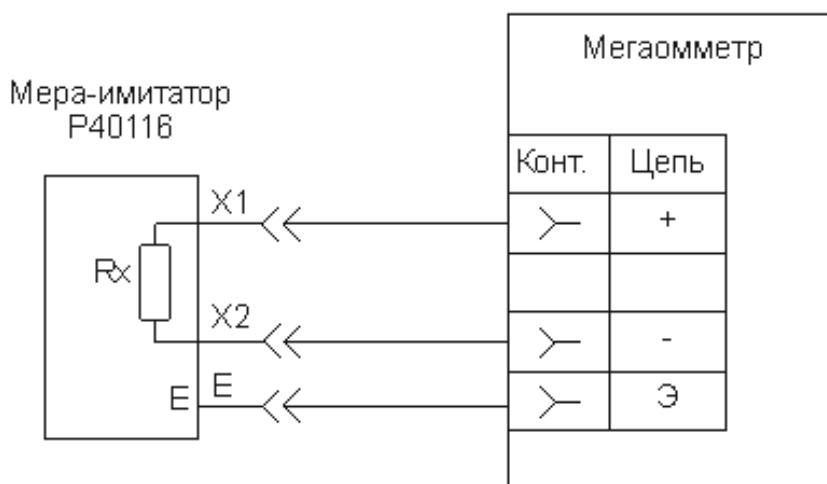 Мегаомметр
Мера-имитатор
Р40116
Конт. Цепь
X1
+
Rx
X2
-
E E
Э